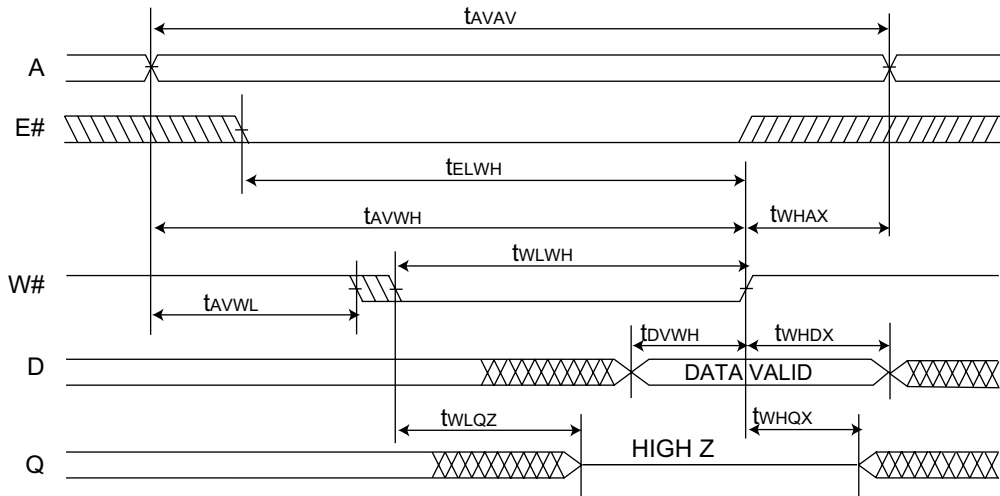 tAVAV
A
E#
tELWH
tAVWH
tWHAX
tWLWH
W#
tAVWL
tDVWH
tWHDX
D
DATA VALID
tWLQZ
tWHQX
HIGH Z
Q